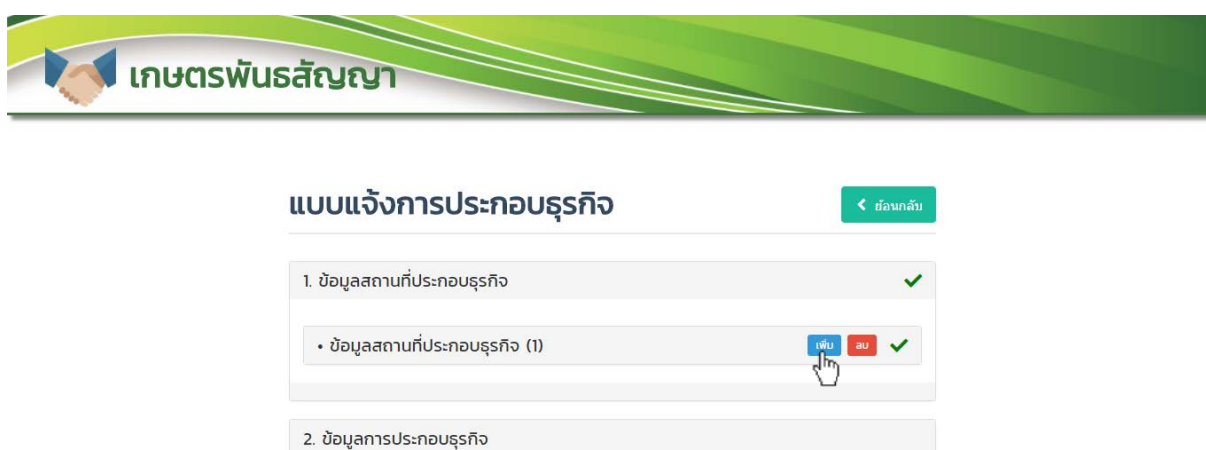 เกษตรพันธสัญญา
แบบแจ้งการประกอบธุรกิจ
ย้อนกลับ
1. ข้อมูลสถานที่ประกอบธุรกิจ
• ข้อมูลสถานที่ประกอบธุรกิจ (1) เพิ่ม ลบ
2. ข้อมูลการประกอบธุรกิจ